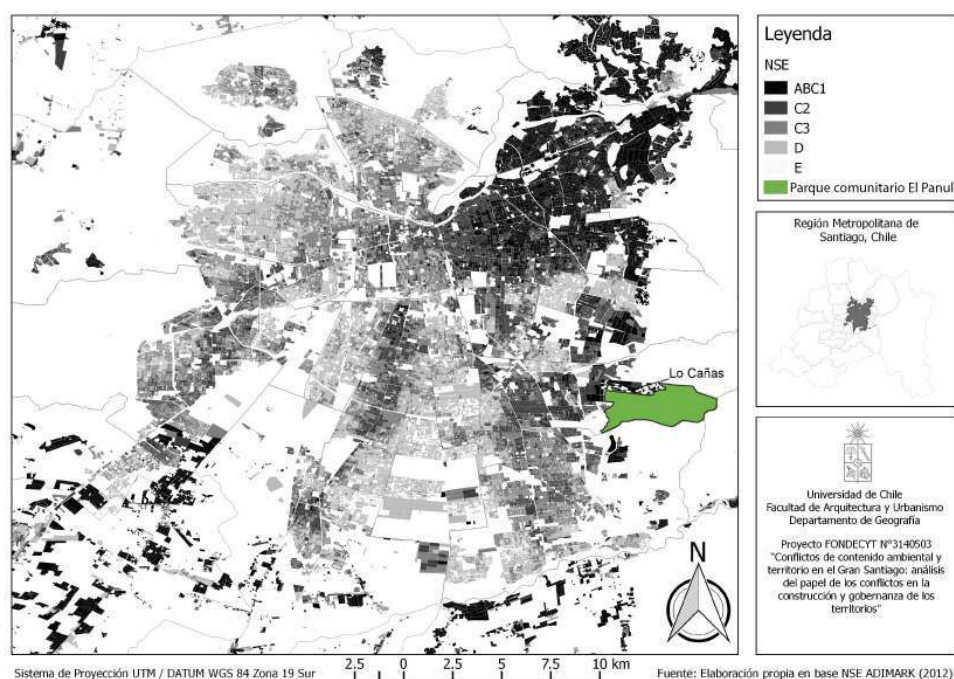 Leyenda
NSE
ABC1
C2
C3
D
E
Parque comunitario El Panul
Lo Cañas
Región Metropolitana de
Santiago, Chile
Universidad de Chile
Facultad de Arquitectura y Urbanismo
Departamento de Geografía
Proyecto FONDECYT N°3140503
"Conflictos de contenido ambiental y
territorio en el Gran Santiago: análisis
del papel de los conflictos en la
construcción y gobernanza de los
territorios"
N
Sistema de Proyección UTM / DATUM WGS 84 Zona 19 Sur
2.5 0 2.5 5 7.5 10 km
Fuente: Elaboración propia en base NSE ADIMARK (2012)